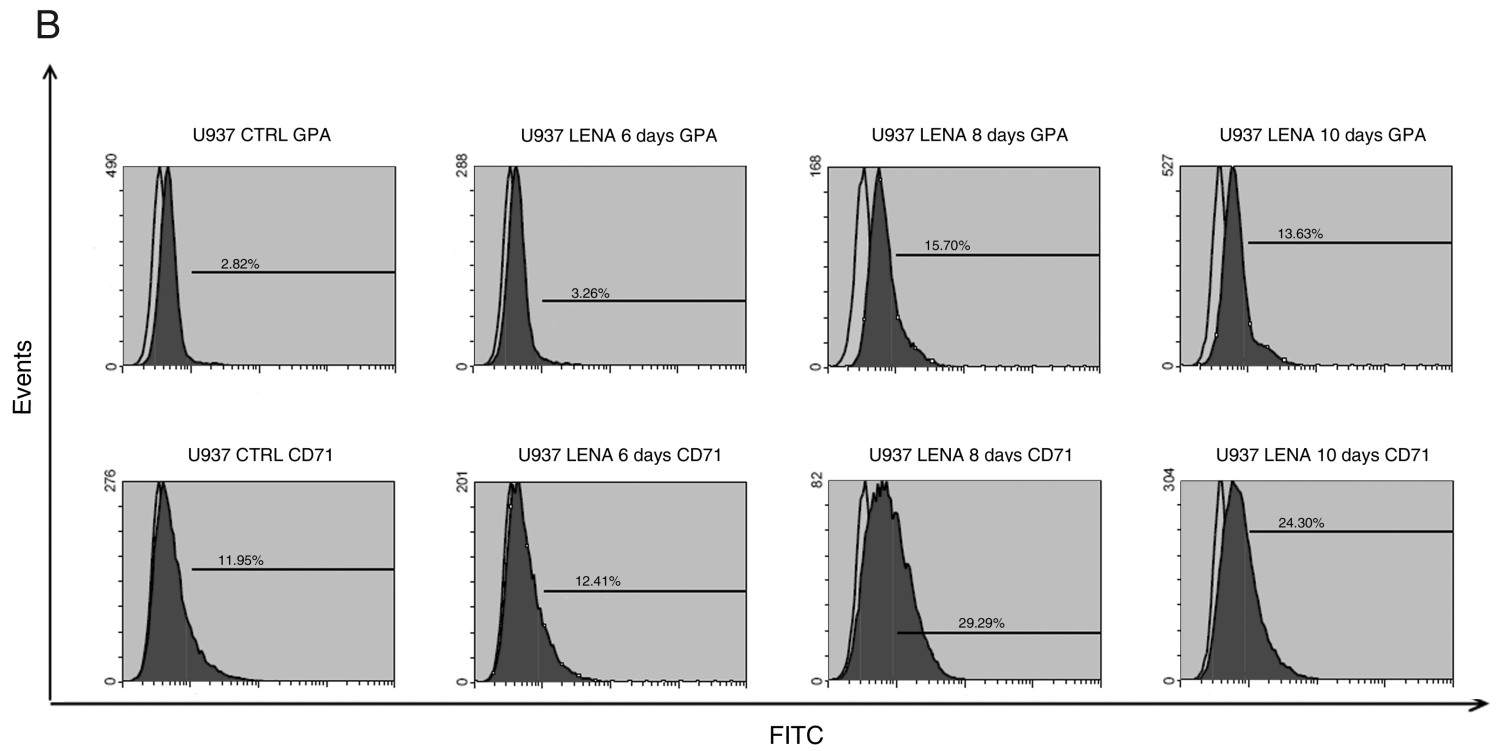 B
Events
U937 CTRL GPA
490
2.82%
0
U937 LENA 6 days GPA
288
3.26%
0
U937 LENA 8 days GPA
168
15.70%
0
U937 LENA 10 days GPA
527
13.63%
0
U937 CTRL CD71
276
11.95%
0
U937 LENA 6 days CD71
201
12.41%
0
U937 LENA 8 days CD71
82
29.29%
0
U937 LENA 10 days CD71
304
24.30%
0
FITC